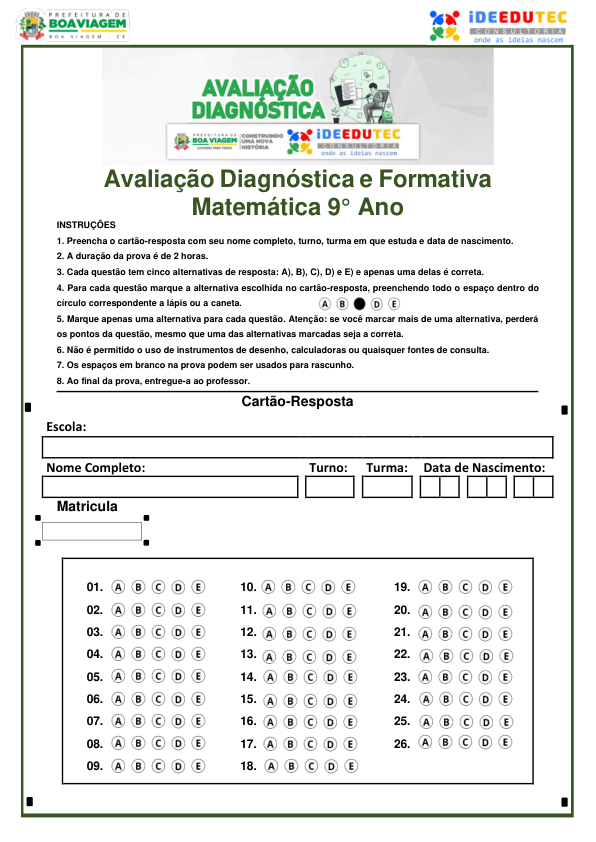 PREFEITURA DE
BOAVIAGEM
BOA VIAGEM - CE
iDEEDUTEC
CONSULTORIA
onde as ideias nascem
AVALIAÇÃO
DIAGNÓSTICA
PREFEITURA DE
BOA VIAGEM
GOVERNO PARA TODOS
CONSTRUINDO
UMA NOVA
HISTÓRIA
iDEEDUTEC
CONSULTORIA
onde as ideias nascem
Avaliação Diagnóstica e Formativa
Matemática 9° Ano
INSTRUÇÕES
1. Preencha o cartão-resposta com seu nome completo, turno, turma em que estuda e data de nascimento.
2. A duração da prova é de 2 horas.
3. Cada questão tem cinco alternativas de resposta: A), B), C), D) e E) e apenas uma delas é correta.
4. Para cada questão marque a alternativa escolhida no cartão-resposta, preenchendo todo o espaço dentro do
círculo correspondente a lápis ou a caneta. A B D E
5. Marque apenas uma alternativa para cada questão. Atenção: se você marcar mais de uma alternativa, perderá
os pontos da questão, mesmo que uma das alternativas marcadas seja a correta.
6. Não é permitido o uso de instrumentos de desenho, calculadoras ou quaisquer fontes de consulta.
7. Os espaços em branco na prova podem ser usados para rascunho.
8. Ao final da prova, entregue-a ao professor.
Cartão-Resposta
Escola:
Nome Completo: Turno: Turma: Data de Nascimento:
Matricula
01. A B C D E 10. A B C D E 19. A B C D E
02. A B C D E 11. A B C D E 20. A B C D E
03. A B C D E 12. A B C D E 21. A B C D E
04. A B C D E 13. A B C D E 22. A B C D E
05. A B C D E 14. A B C D E 23. A B C D E
06. A B C D E 15. A B C D E 24. A B C D E
07. A B C D E 16. A B C D E 25. A B C D E
08. A B C D E 17. A B C D E 26. A B C D E
09. A B C D E 18. A B C D E